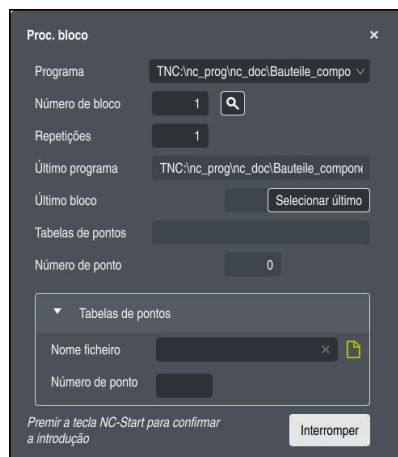 Proc. bloco ×
Programa TNC:\nc_prog\nc_doc\Bauteile_compo
Número de bloco 1
Repetições 1
Último programa TNC:\nc_prog\nc_doc\Bauteile_compone
Último bloco Selecionar último
Tabelas de pontos
Número de ponto 0
Tabelas de pontos
Nome ficheiro ×
Número de ponto
Premir a tecla NC-Start para confirmar
a introdução
Interromper